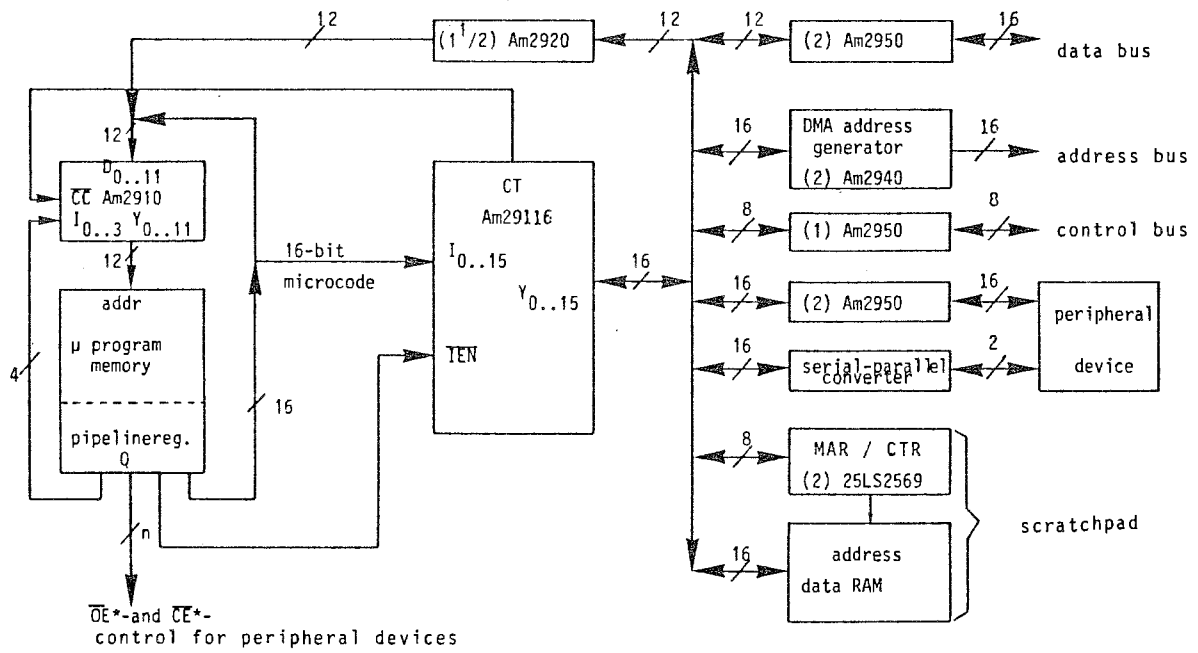 12
(1 1/2) Am2920
12
12
(2) Am2950
16
data bus
12
D0..11
CC Am2910
I0..3 Y0..11
12
addr
µ program
memory
pipelinereg.
Q
4
n
16
OE*-and CE*-
control for peripheral devices
16-bit
microcode
CT
Am29116
I0..15
Y0..15
IEN
16
16
DMA address
generator
(2) Am2940
16
address bus
8
(1) Am2950
8
control bus
16
(2) Am2950
16
peripheral
device
16
serial-parallel
converter
2
8
MAR / CTR
(2) 25LS2569
scratchpad
16
address
data RAM